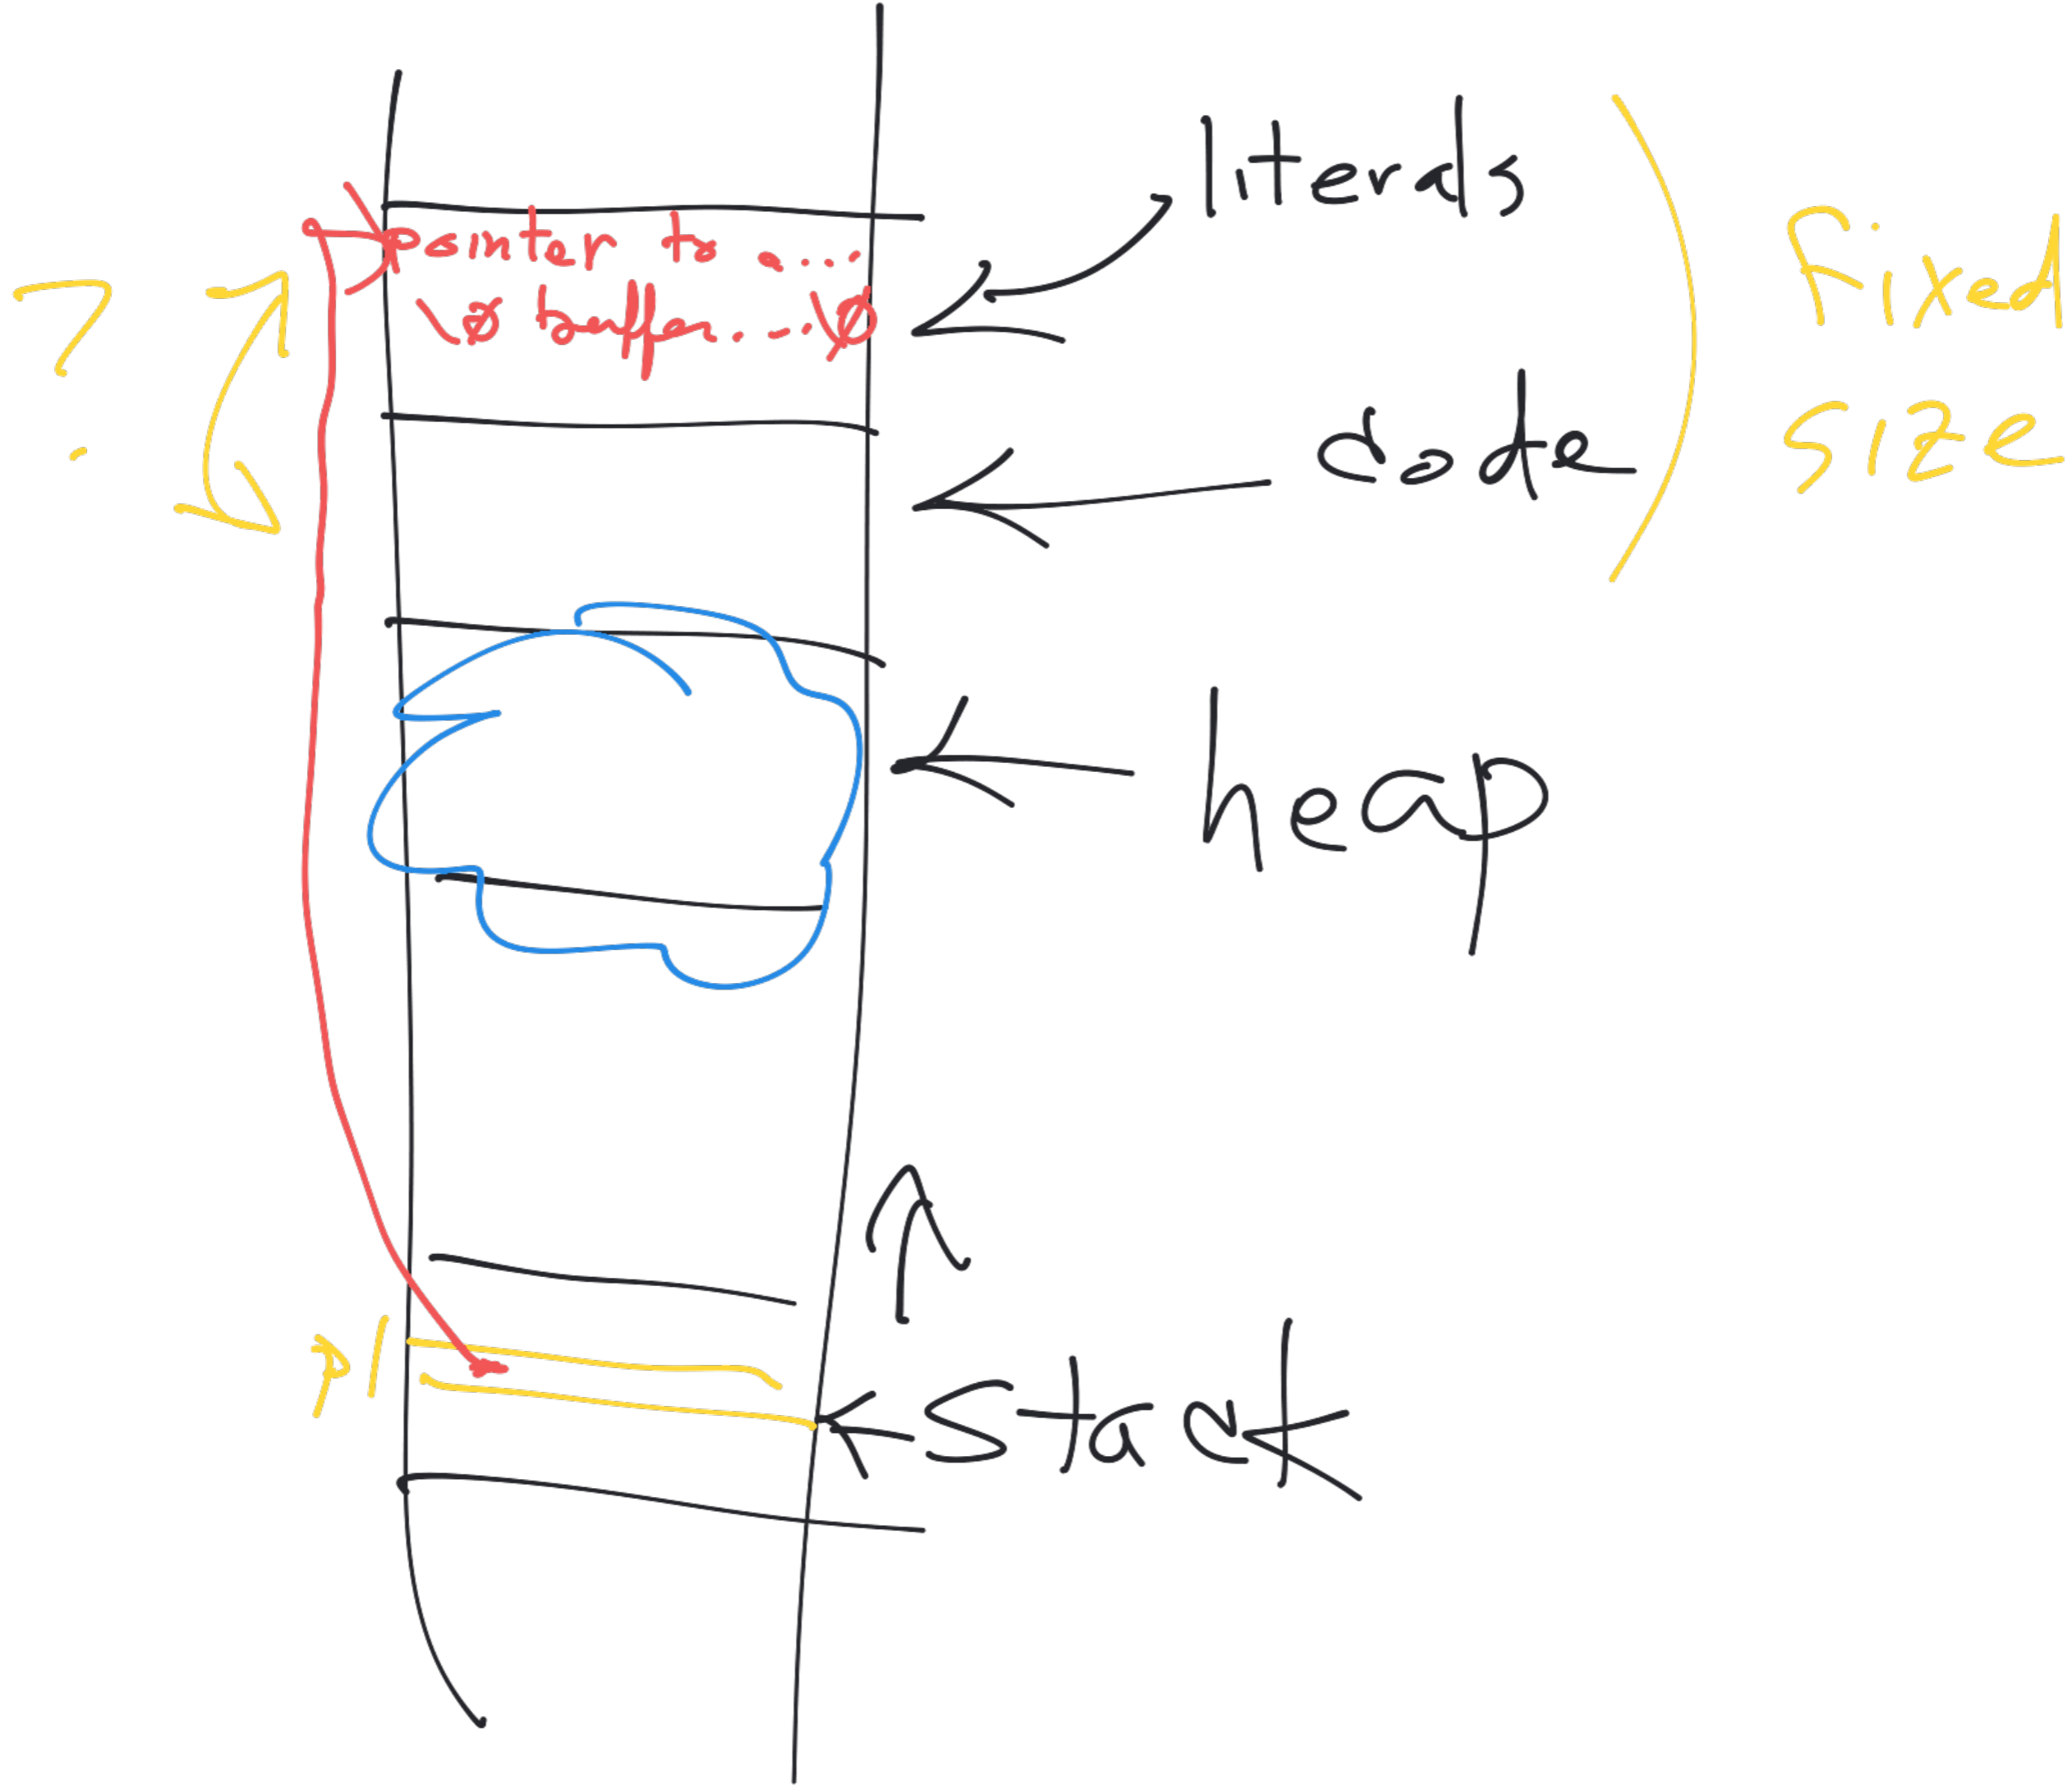 literals
pointer to a...
\0 buffer...\0
fixed
size
?
code
heap
p1
stack